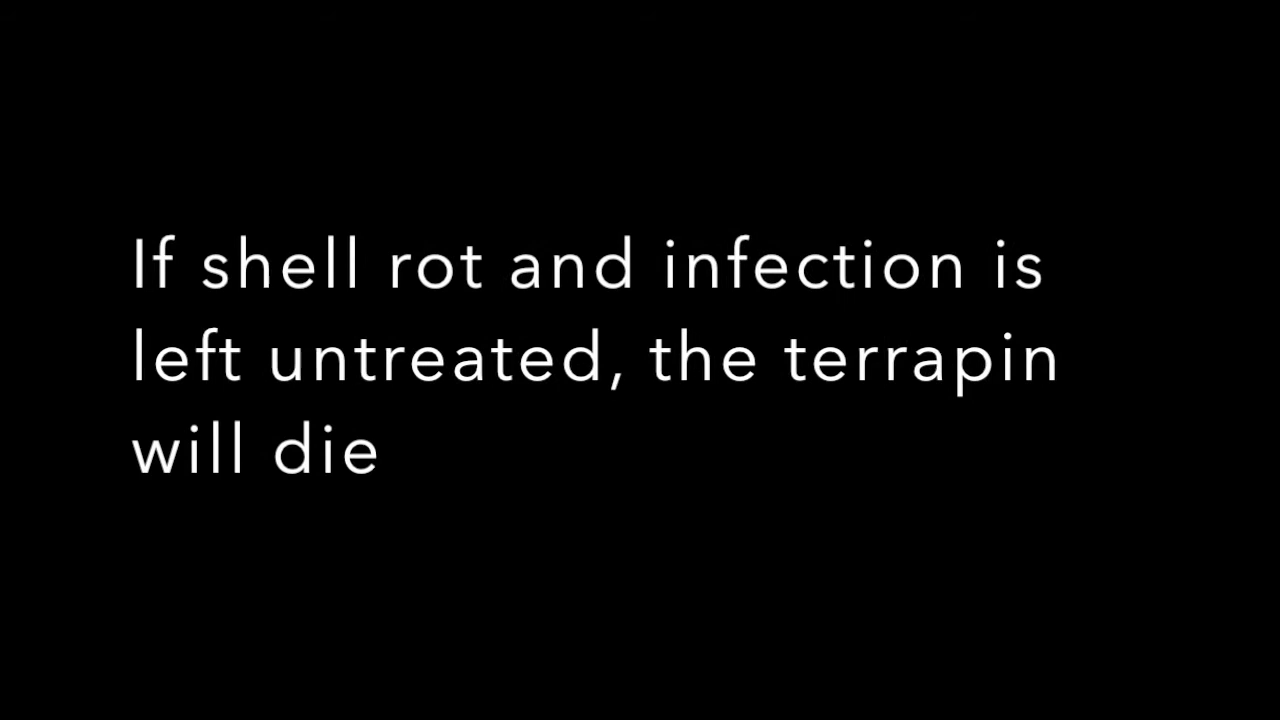 If shell rot and infection is
left untreated, the terrapin
will die